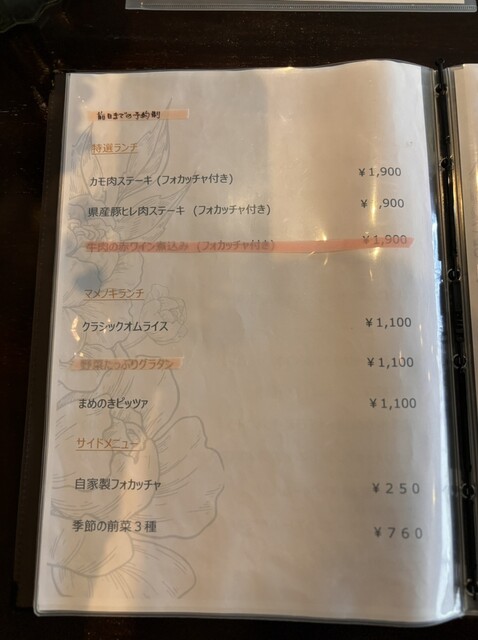 前日までの予約制
特選ランチ
カモ肉ステーキ (フォカッチャ付き) ¥1,900
県産豚ヒレ肉ステーキ (フォカッチャ付き) ¥ ,900
牛肉の赤ワイン煮込み (フォカッチャ付き) ¥1,900
マメノキランチ
クラシックオムライス ¥1,100
野菜たっぷりグラタン ¥1,100
まめのきピッツァ ¥1,100
サイドメニュー
自家製フォカッチャ ¥250
季節の前菜3種 ¥760